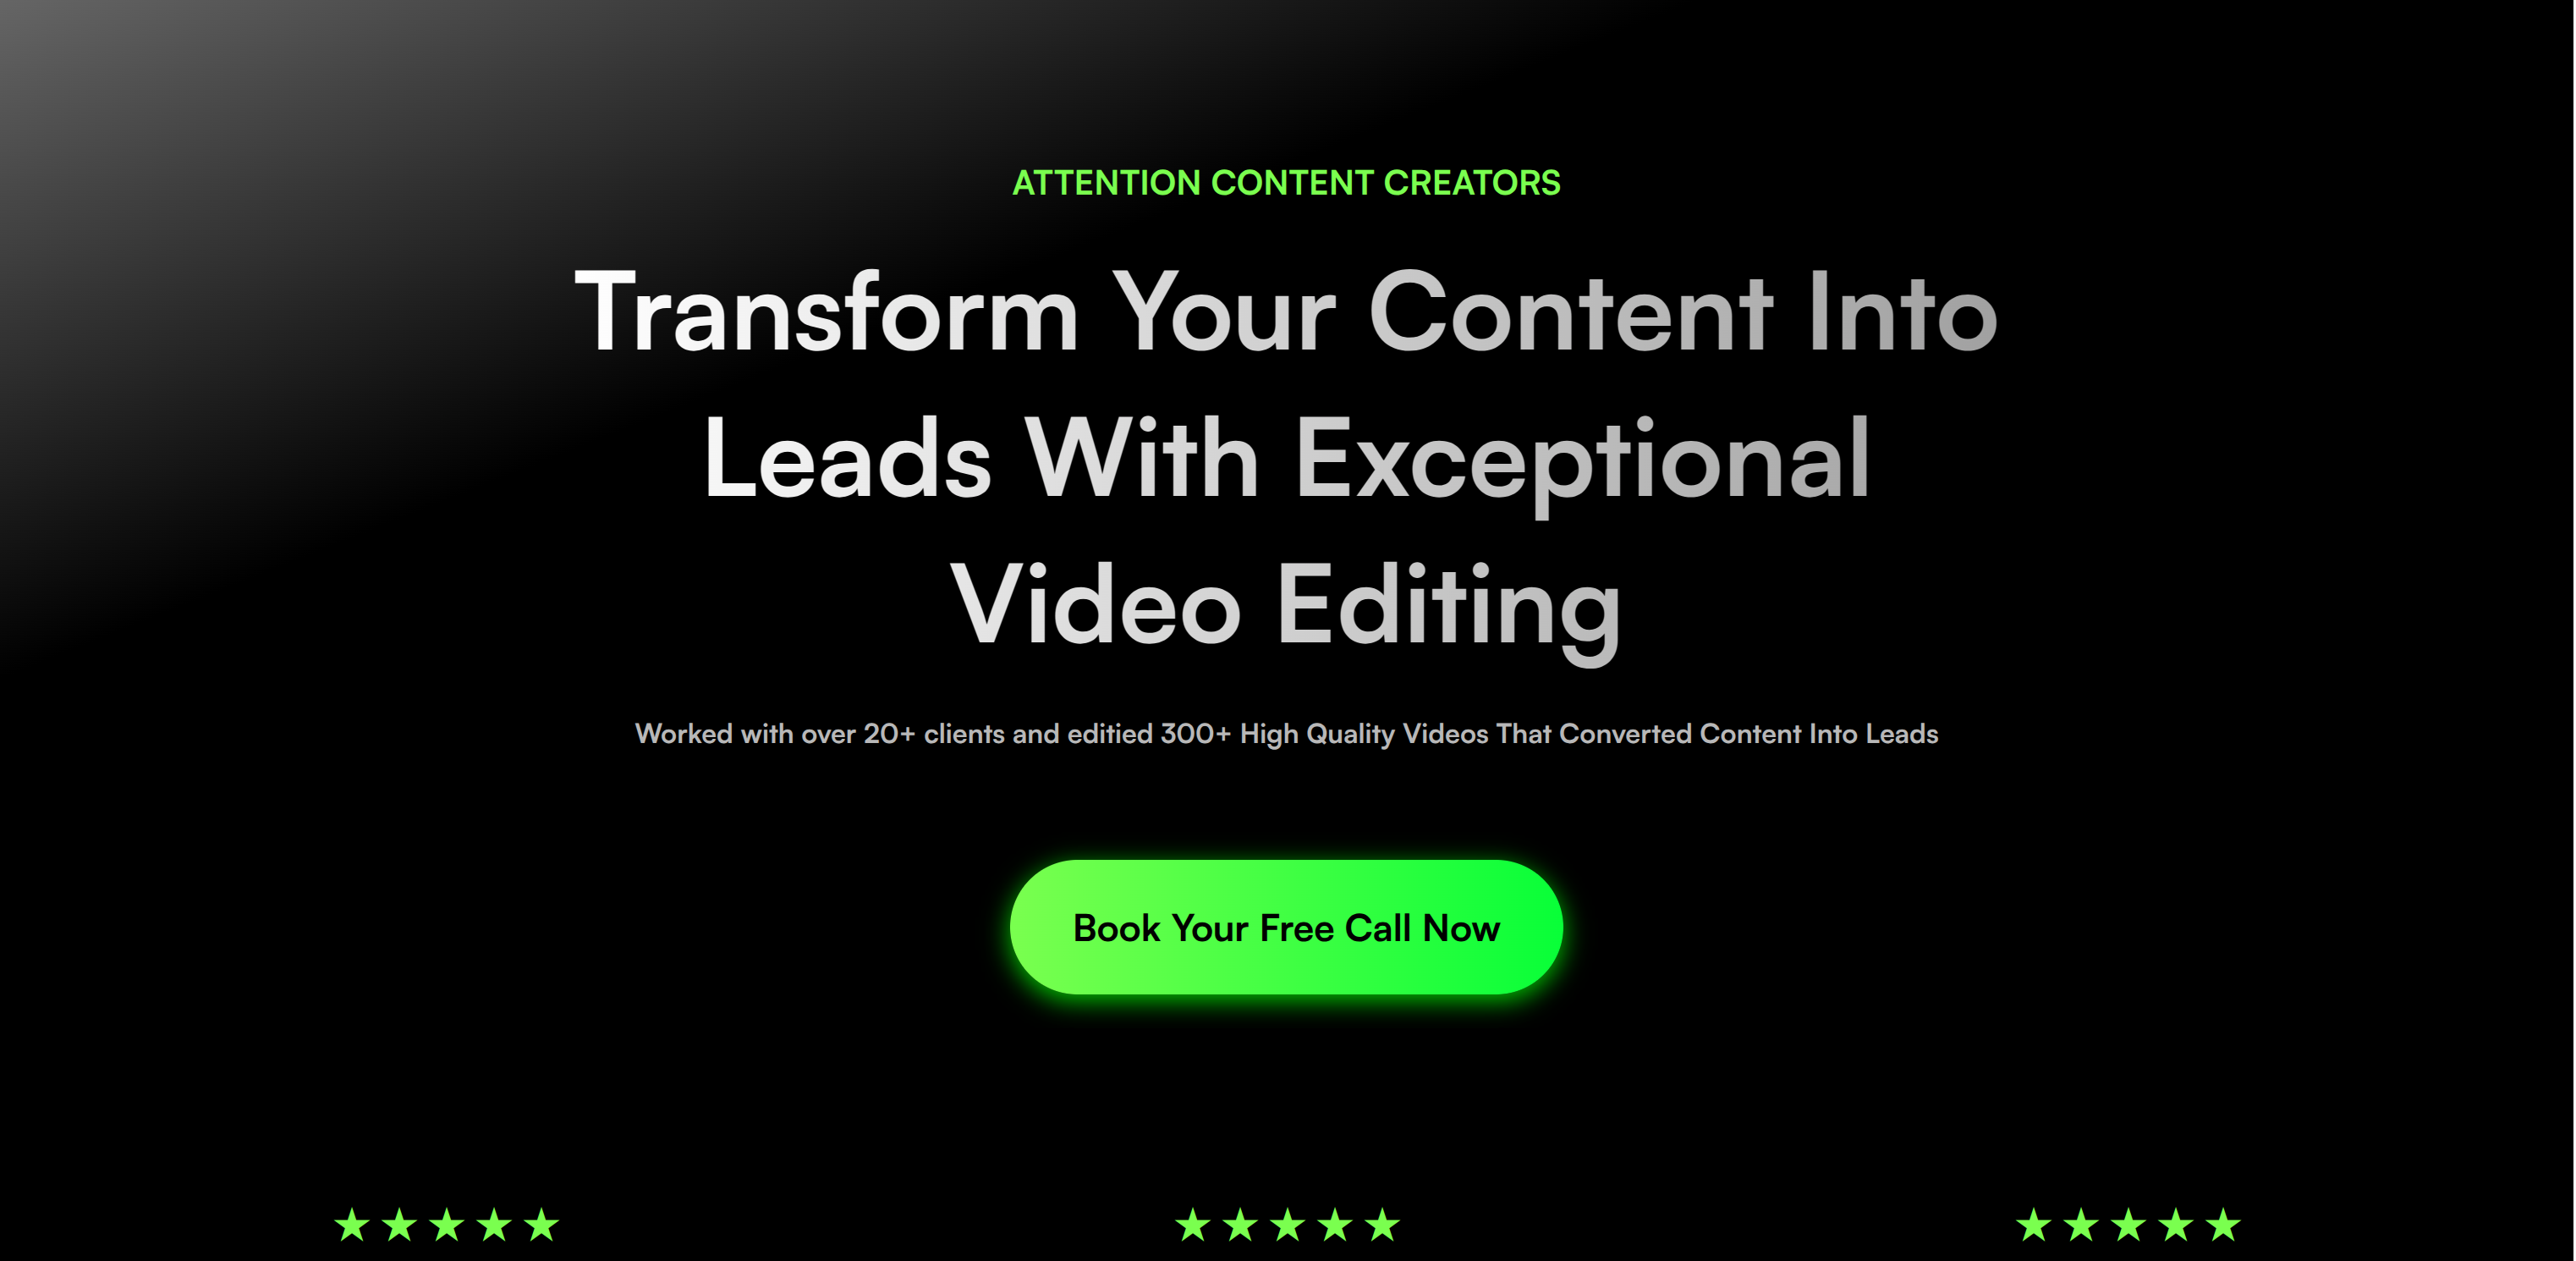 ATTENTION CONTENT CREATORS
Transform Your Content Into
Leads With Exceptional
Video Editing
Worked with over 20+ clients and editied 300+ High Quality Videos That Converted Content Into Leads
Book Your Free Call Now